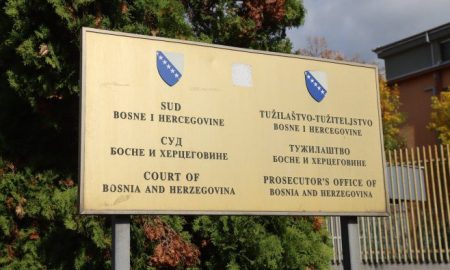 SUD
BOSNE I HERCEGOVINE
СУД
БОСНЕ И ХЕРЦЕГОВИНЕ
COURT OF
BOSNIA AND HERZEGOVINA
TUŽILAŠTVO-TUŽITELJSTVO
BOSNE I HERCEGOVINE
ТУЖИЛАШТВО
БОСНЕ И ХЕРЦЕГОВИНЕ
PROSECUTOR'S OFFICE OF
BOSNIA AND HERZEGOVINA